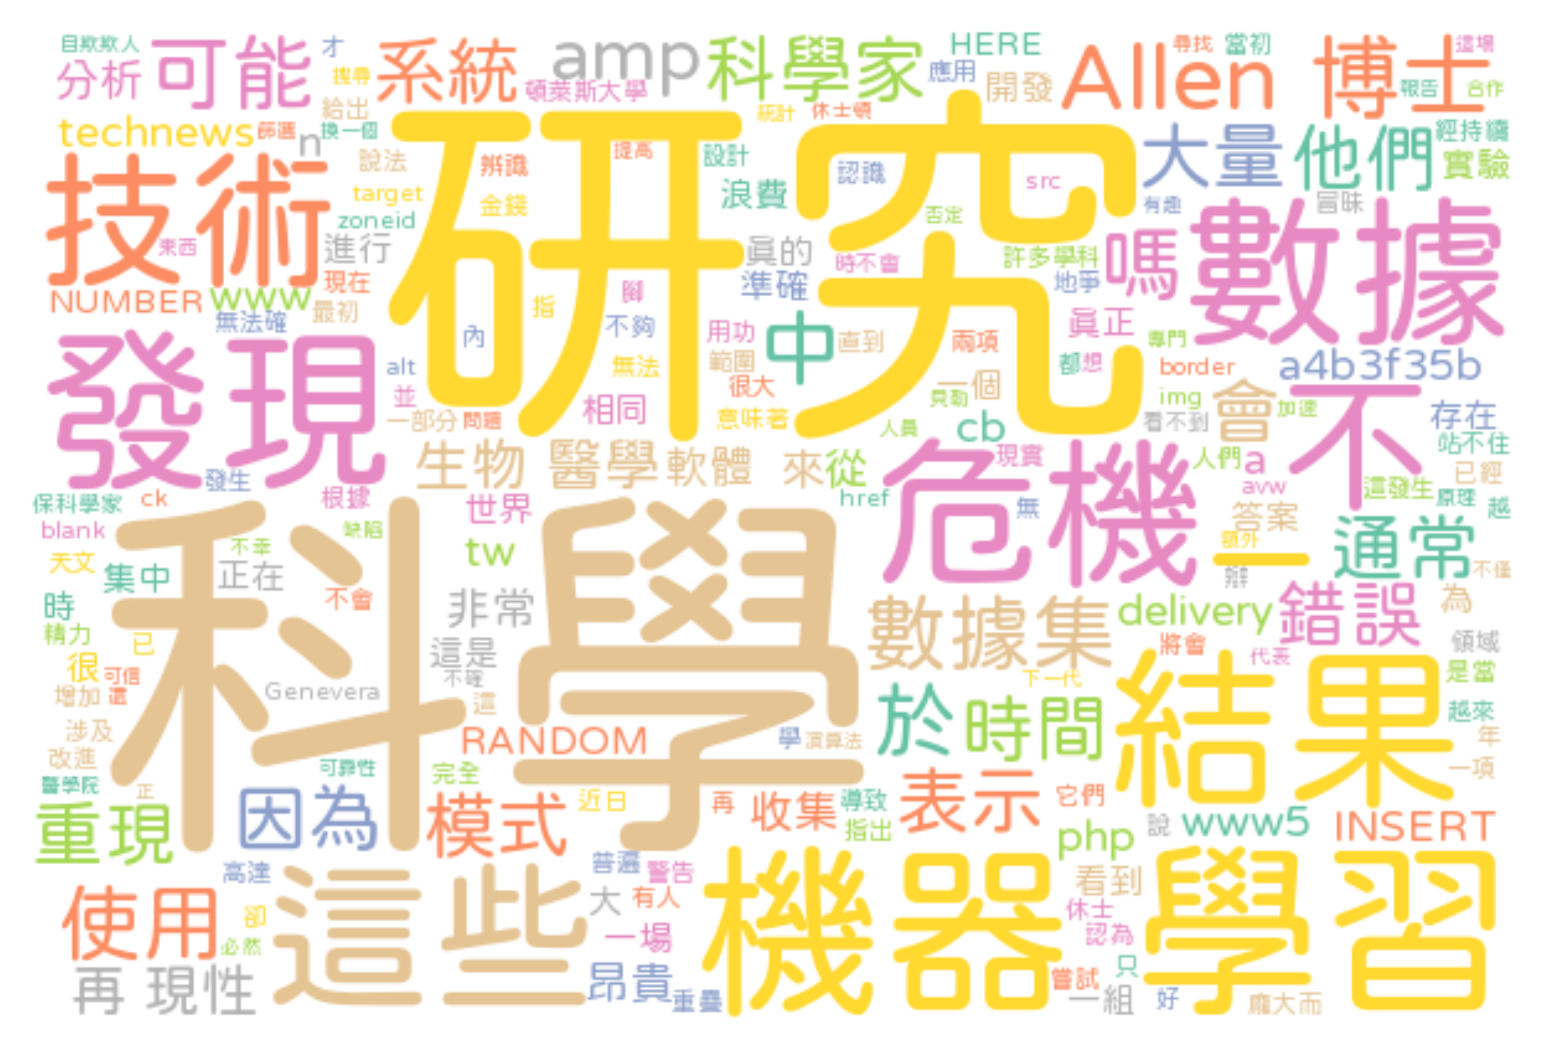 自欺欺人
可能
才
系統
amp
科學家
HERE
Allen
尋找
當初
博士
這場
分析
搜尋
頓萊斯大學
應用
開發
報告
合作
technews
篩選
給出
換一個
n
統計
休士頓
研究
大量
他們
經持續
實驗
技術
說法
辨識
提高
設計
認識
src
target
金錢
浪費
有趣
冒昧
zoneid
否定
東西
進行
真的
時不會
許多學科
嗎
數據
現在
腳
準確
地爭
NUMBER
www
最初
指
無法確
內
不夠
用功
中
直到
兩項
真正
專門
發現
alt
無法
範圍
都想
border
a4b3f35b
並
很大
一個
貝勒
img
會
加速
不
存在
一部分
問題
相同
意味著
人員
cb
看不到
站不住
生物
醫學
軟體
來
從
危機
現實
人們
a
已經
發生
這發生
保科學家
ck
根據
世界
href
無
avw
答案
原理
越
blank
缺陷
額外
一
通常
天文
不幸
tw
集中
正在
辯
不僅
時
不會
非常
數據集
delivery
錯誤
為
精力
已
科學
這是
將會
領域
很
可信
不確
代表
是當
增加
還
Genevera
這
下一代
結果
越來
涉及
RANDOM
學
演算法
於
時間
年
改進
可靠性
完全
一項
醫學院
正
因為
模式
近日
再
收集
導致
表示
它們
重現
指出
php
說
www5
INSERT
高達
這些
普遍
警告
機器
學習
看到
使用
卻
大
有人
休士
必然
一場
認為
再
現性
昂貴
重疊
嘗試
只
一組
好
龐大而